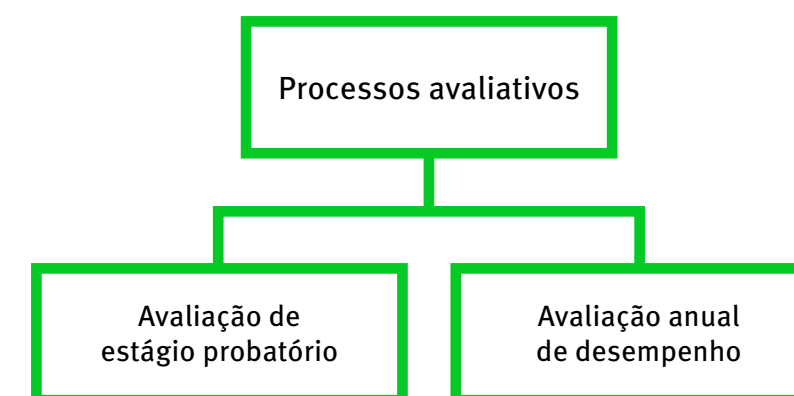 Processos avaliativos
Avaliação de
estágio probatório
Avaliação anual
de desempenho